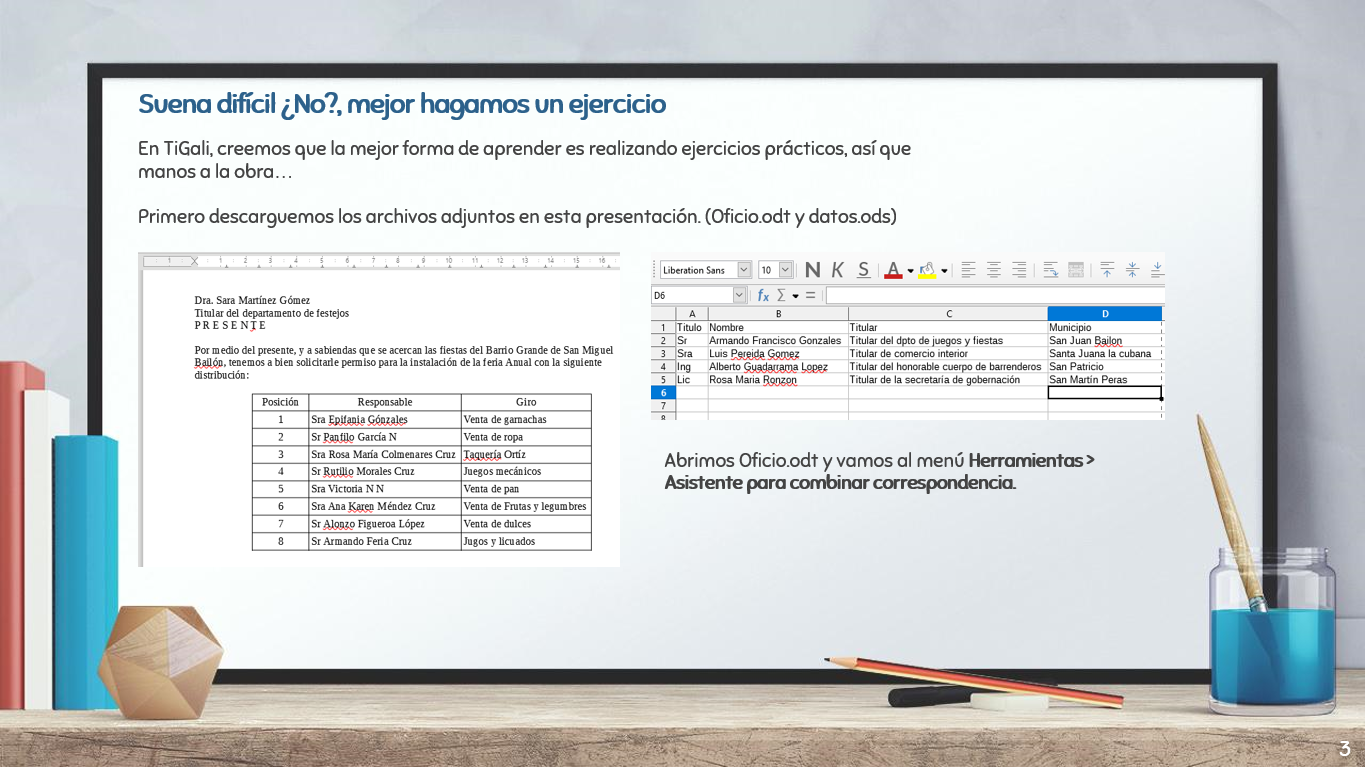 Suena difícil ¿No?, mejor hagamos un ejercicio
En TiGali, creemos que la mejor forma de aprender es realizando ejercicios prácticos, así que
manos a la obra…
Primero descarguemos los archivos adjuntos en esta presentación. (Oficio.odt y datos.ods)
1 1 2 3 4 5 6 7 8 9 10 11 12 13 14 15 16
Dra. Sara Martínez Gómez
Titular del departamento de festejos
P R E S E N T E
Por medio del presente, y a sabiendas que se acercan las fiestas del Barrio Grande de San Miguel
Bailón, tenemos a bien solicitarle permiso para la instalación de la feria Anual con la siguiente
distribución:
Posición Responsable Giro
1 Sra Epifania Gónzales Venta de garnachas
2 Sr Panfilo García N Venta de ropa
3 Sra Rosa María Colmenares Cruz Taquería Ortíz
4 Sr Rutilio Morales Cruz Juegos mecánicos
5 Sra Victoria N N Venta de pan
6 Sra Ana Karen Méndez Cruz Venta de Frutas y legumbres
7 Sr Alonzo Figueroa López Venta de dulces
8 Sr Armando Feria Cruz Jugos y licuados
Liberation Sans 10 N K S A
D6 fx Σ =
A B C D
1 Titulo Nombre Titular Municipio
2 Sr Armando Francisco Gonzales Titular del dpto de juegos y fiestas San Juan Bailon
3 Sra Luis Pereida Gomez Titular de comercio interior Santa Juana la cubana
4 Ing Alberto Guadarrama Lopez Titular del honorable cuerpo de barrenderos San Patricio
5 Lic Rosa Maria Ronzon Titular de la secretaría de gobernación San Martín Peras
6
7
8
Abrimos Oficio.odt y vamos al menú Herramientas >
Asistente para combinar correspondencia.
3